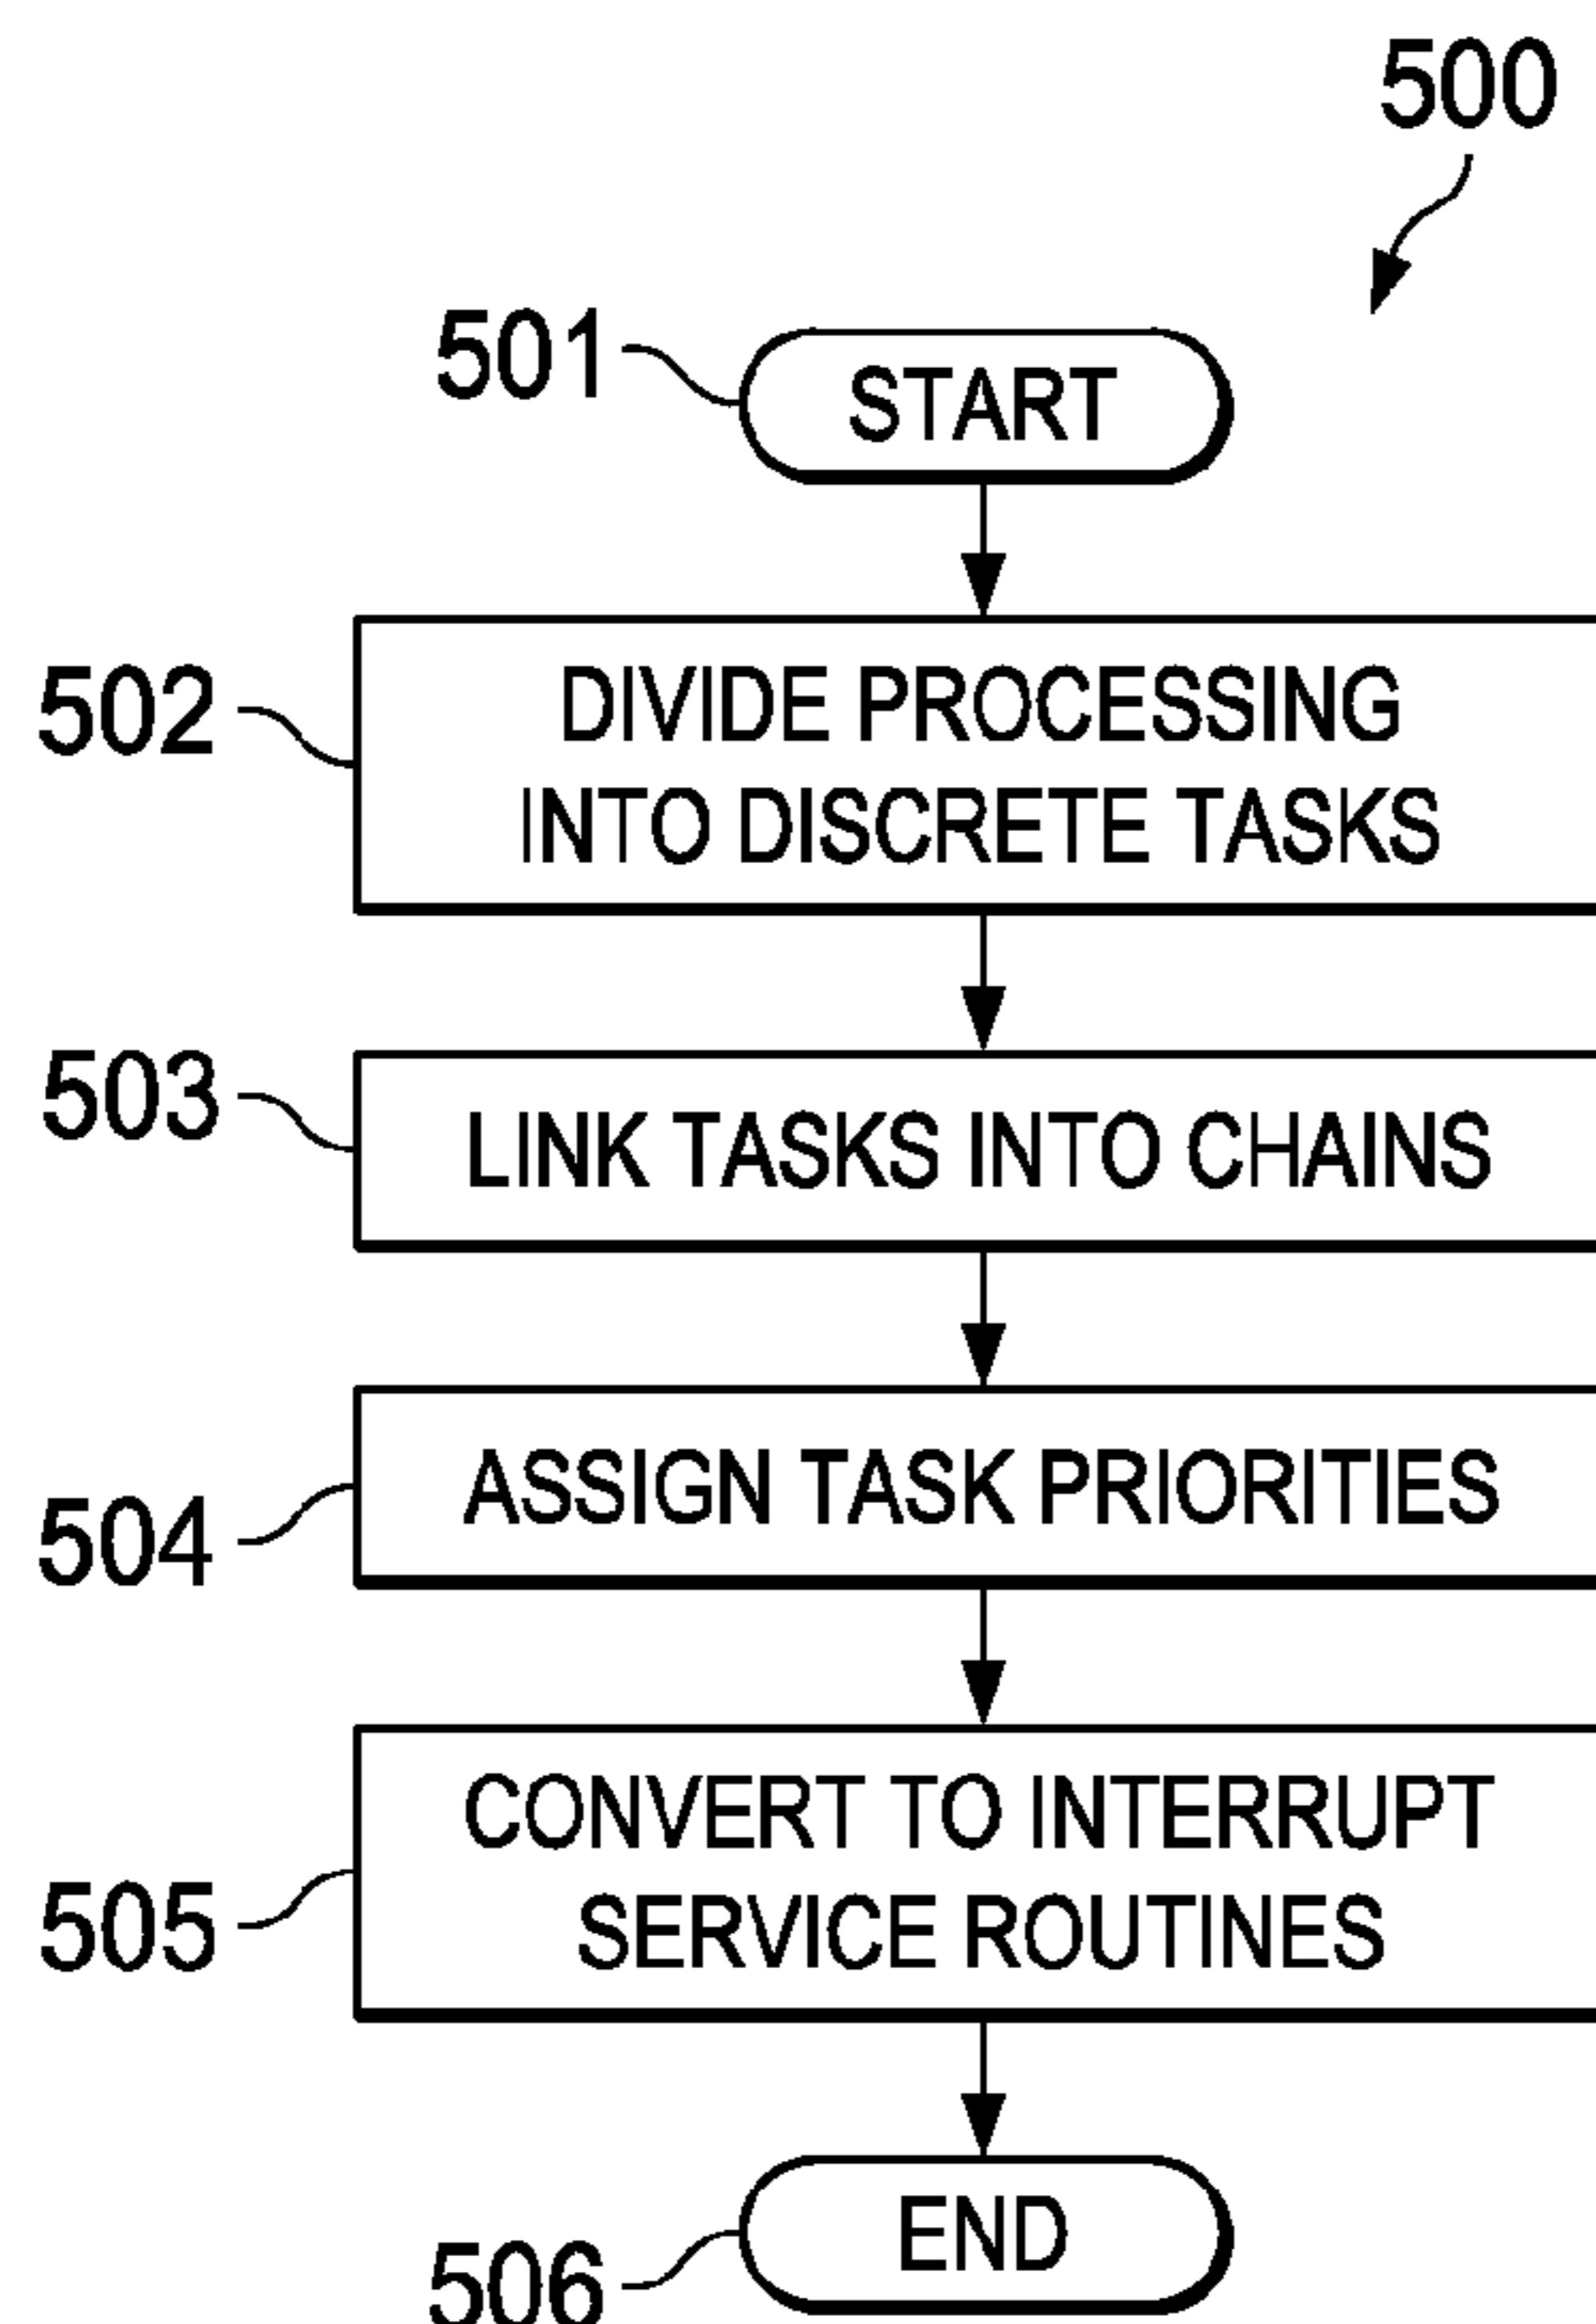 500
501
START
502
DIVIDE PROCESSING
INTO DISCRETE TASKS
503
LINK TASKS INTO CHAINS
504
ASSIGN TASK PRIORITIES
505
CONVERT TO INTERRUPT
SERVICE ROUTINES
506
END